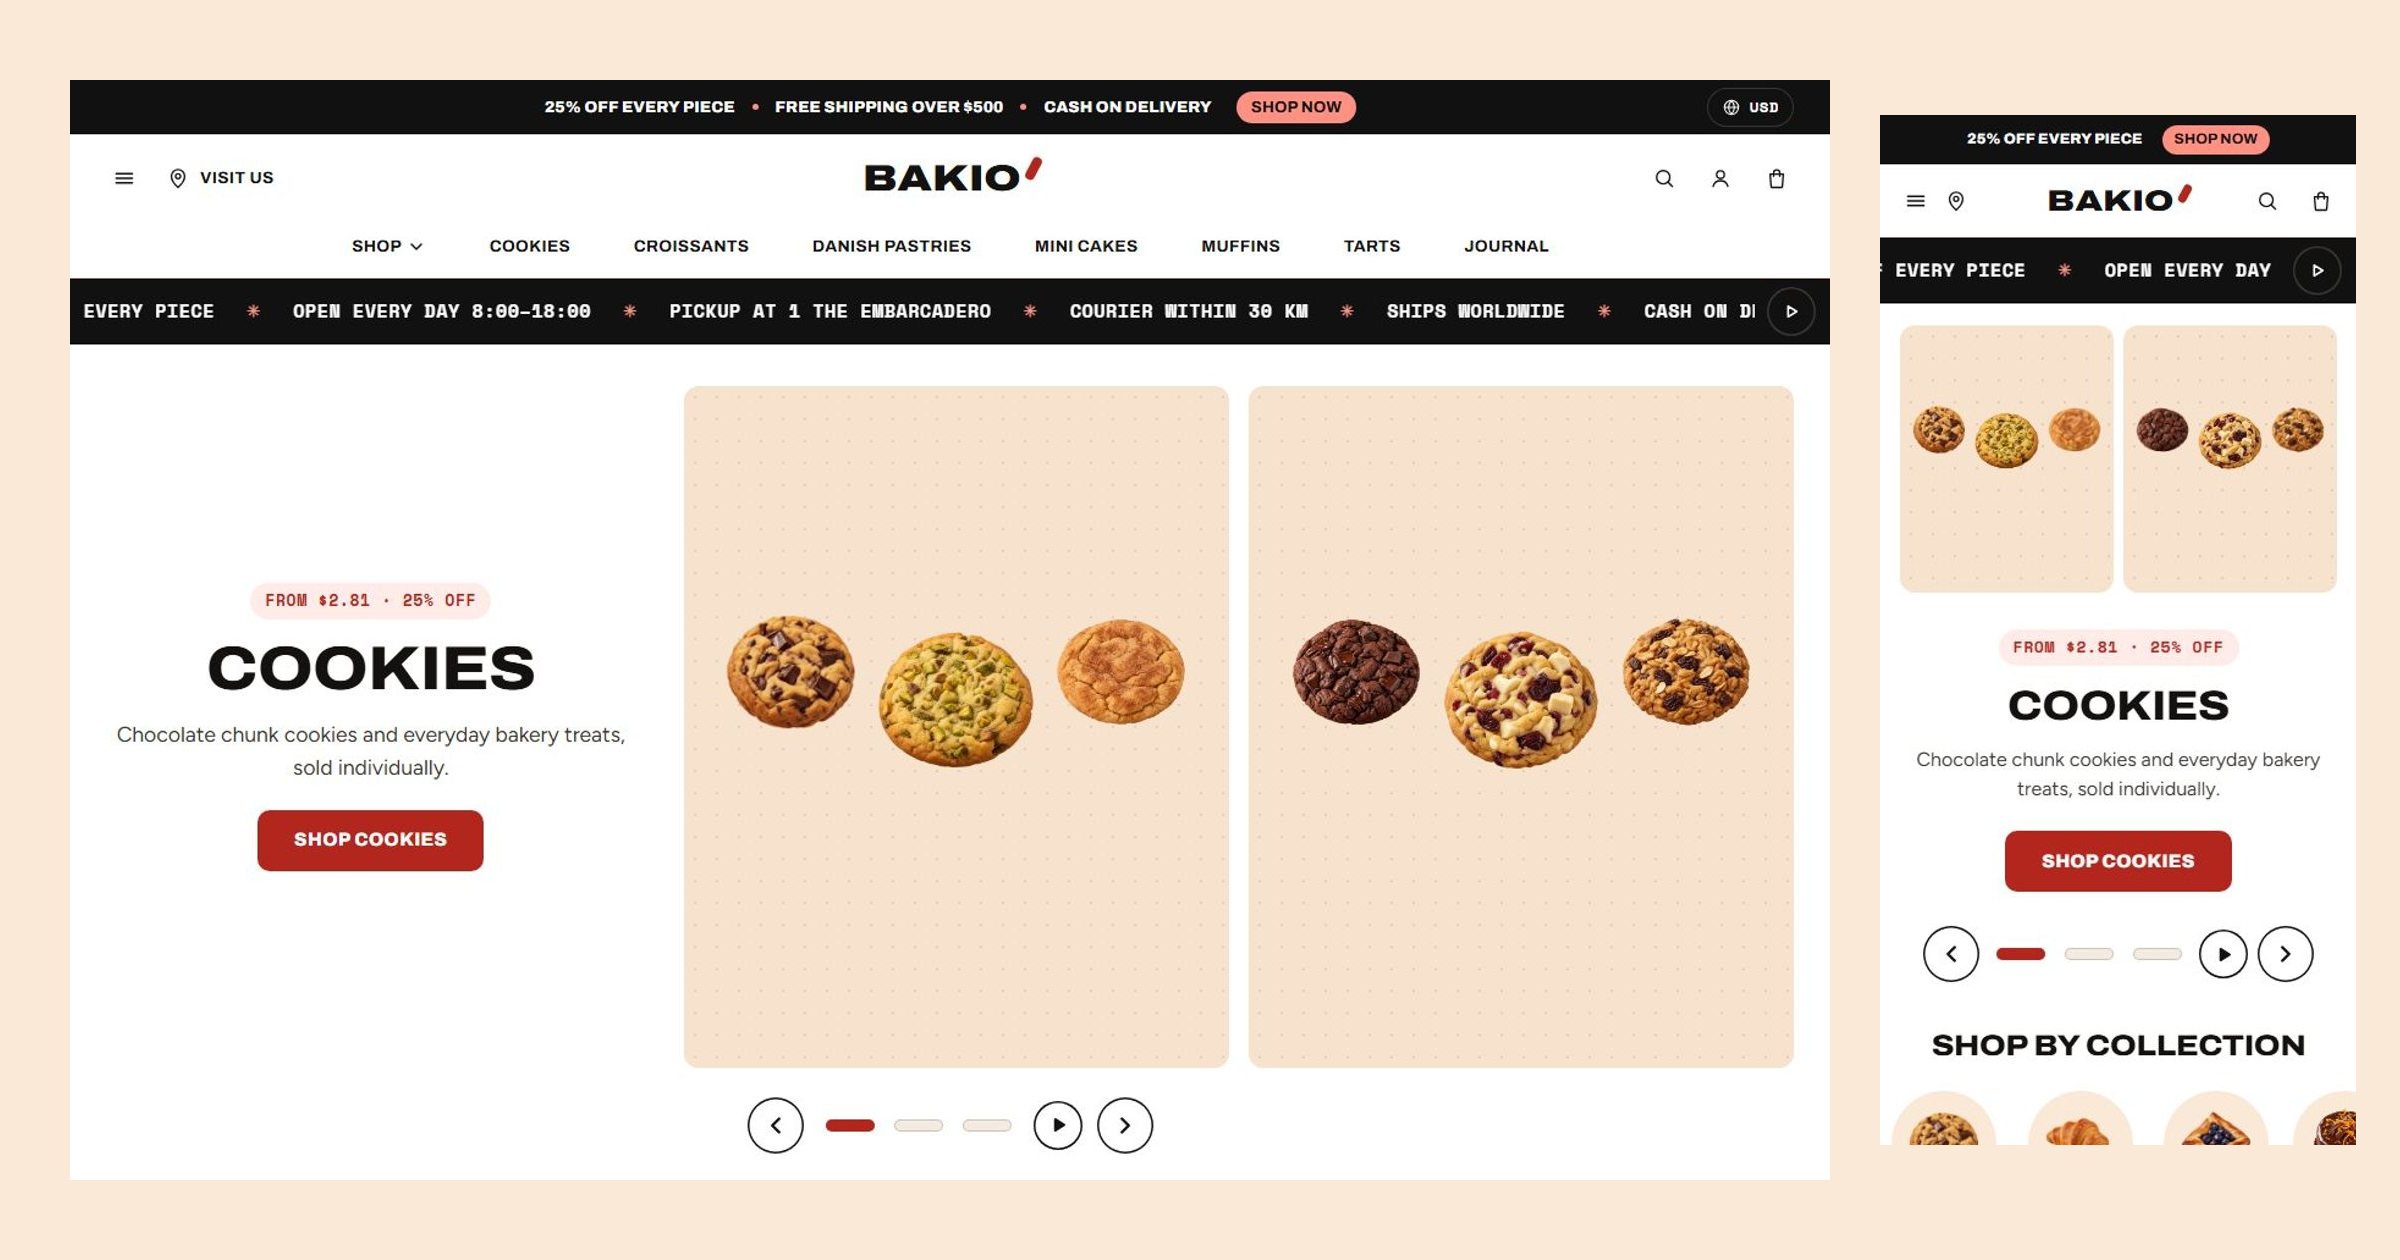 25% OFF EVERY PIECE • FREE SHIPPING OVER $500 • CASH ON DELIVERY SHOP NOW USD
VISIT US BAKIO
SHOP COOKIES CROISSANTS DANISH PASTRIES MINI CAKES MUFFINS TARTS JOURNAL
EVERY PIECE * OPEN EVERY DAY 8:00–18:00 * PICKUP AT 1 THE EMBARCADERO * COURIER WITHIN 30 KM * SHIPS WORLDWIDE * CASH ON
FROM $2.81 · 25% OFF
COOKIES
Chocolate chunk cookies and everyday bakery treats,
sold individually.
SHOP COOKIES
25% OFF EVERY PIECE SHOP NOW
BAKIO
EVERY PIECE * OPEN EVERY DAY
FROM $2.81 · 25% OFF
COOKIES
Chocolate chunk cookies and everyday bakery
treats, sold individually.
SHOP COOKIES
SHOP BY COLLECTION